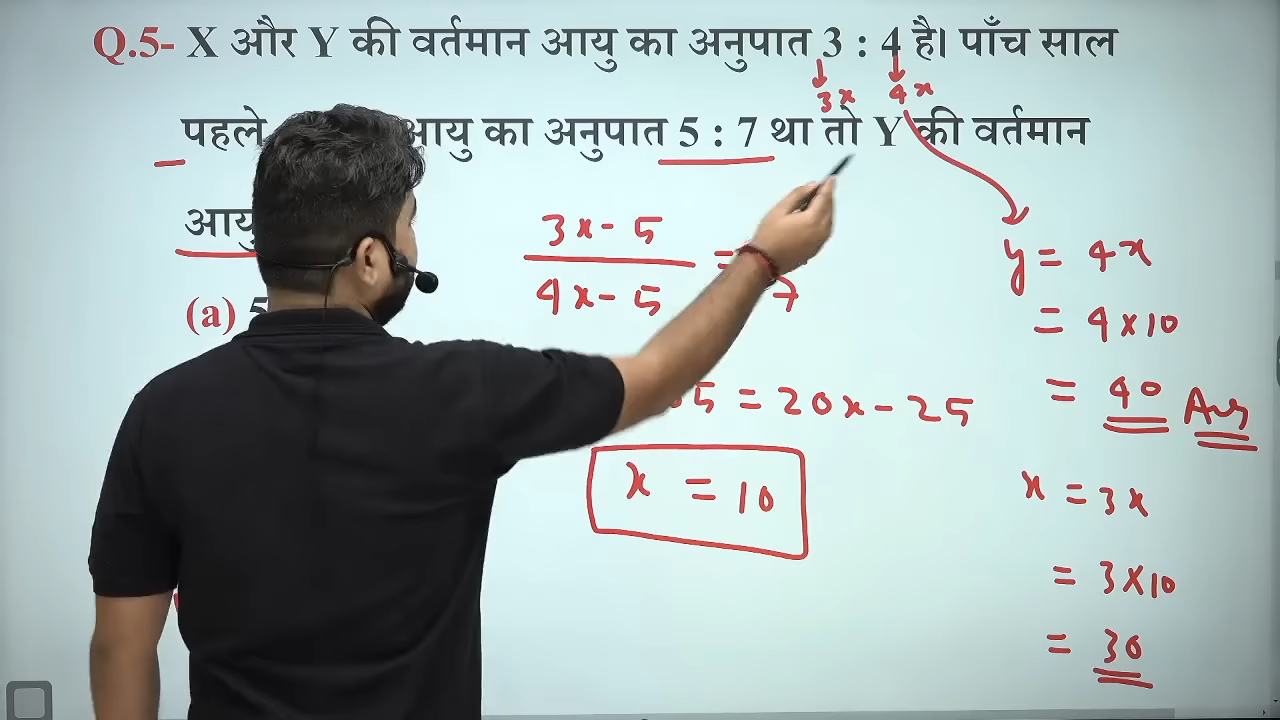 Q.5- X और Y की वर्तमान आयु का अनुपात 3 : 4 है। पाँच साल
3x 4x
पहले आयु का अनुपात 5 : 7 था तो Y की वर्तमान
आयु
3x - 5
4x - 5
=
7
(a) 5
y = 4x
= 4 x 10
= 40 Ans
35 = 20x - 25
x = 10
x = 3x
= 3 x 10
= 30